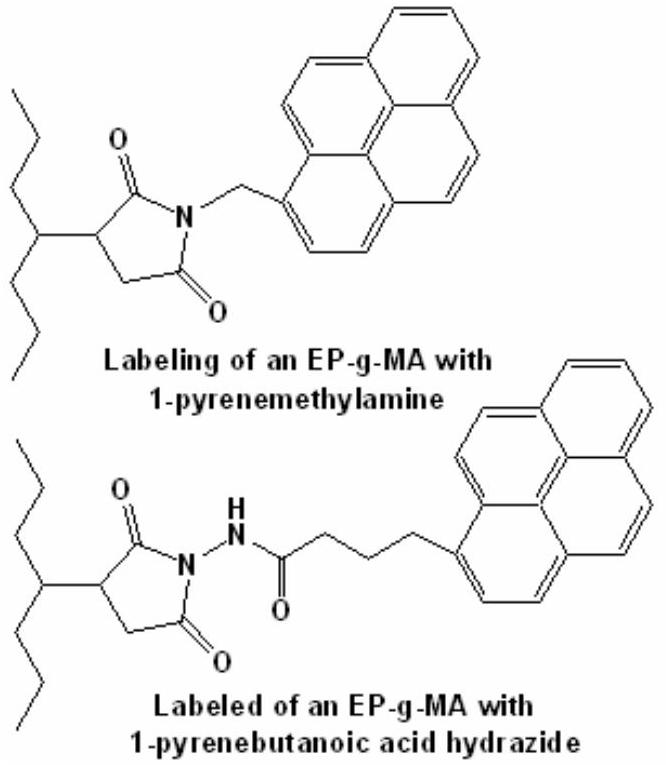 O
N
O
Labeling of an EP-g-MA with
1-pyrenemethylamine
O
H
N
N
O
O
Labeled of an EP-g-MA with
1-pyrenebutanoic acid hydrazide